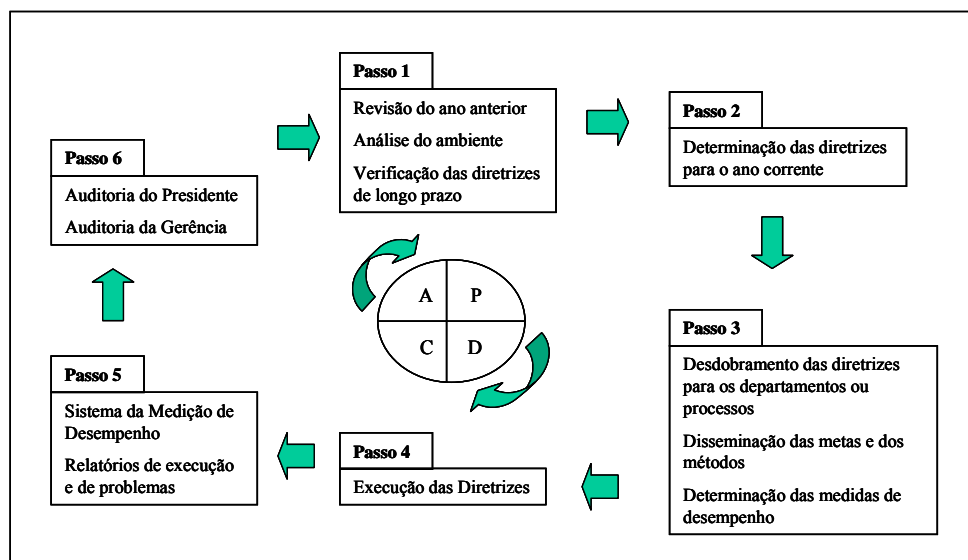 Passo 1
Revisão do ano anterior
Análise do ambiente
Verificação das diretrizes
de longo prazo
Passo 2
Determinação das diretrizes
para o ano corrente
Passo 3
Desdobramento das diretrizes
para os departamentos ou
processos
Disseminação das metas e dos
métodos
Determinação das medidas de
desempenho
Passo 4
Execução das Diretrizes
Passo 5
Sistema da Medição de
Desempenho
Relatórios de execução
e de problemas
Passo 6
Auditoria do Presidente
Auditoria da Gerência
A P
C D